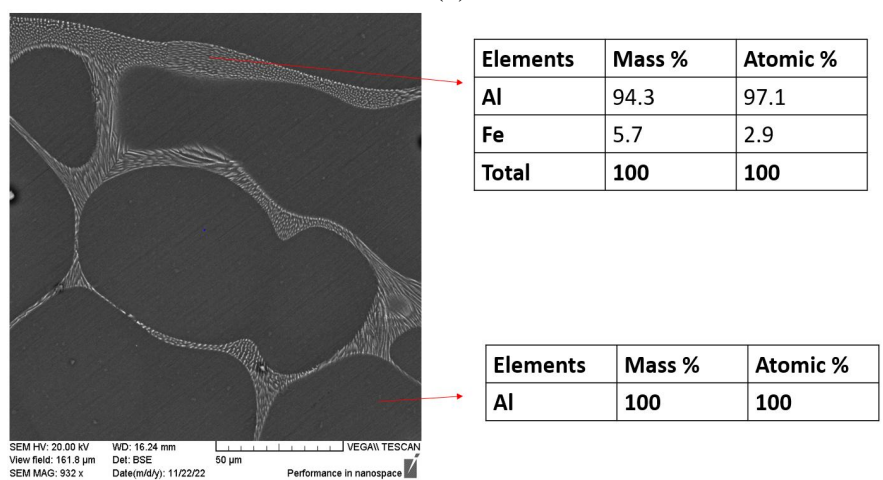 Elements Mass % Atomic %
Al 94.3 97.1
Fe 5.7 2.9
Total 100 100
Elements Mass % Atomic %
Al 100 100
SEM HV: 20.00 kV WD: 16.24 mm VEGA\\ TESCAN
View field: 161.8 µm Det: BSE 50 µm
SEM MAG: 932 x Date(m/d/y): 11/22/22 Performance in nanospace